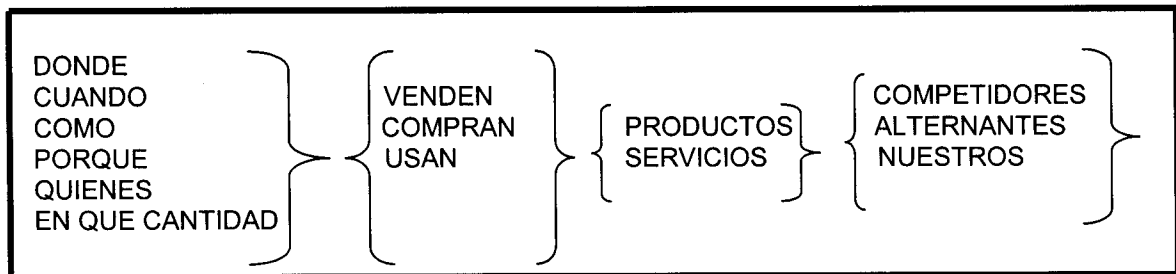 DONDE
CUANDO
COMO
PORQUE
QUIENES
EN QUE CANTIDAD
VENDEN
COMPRAN
USAN
PRODUCTOS
SERVICIOS
COMPETIDORES
ALTERNANTES
NUESTROS